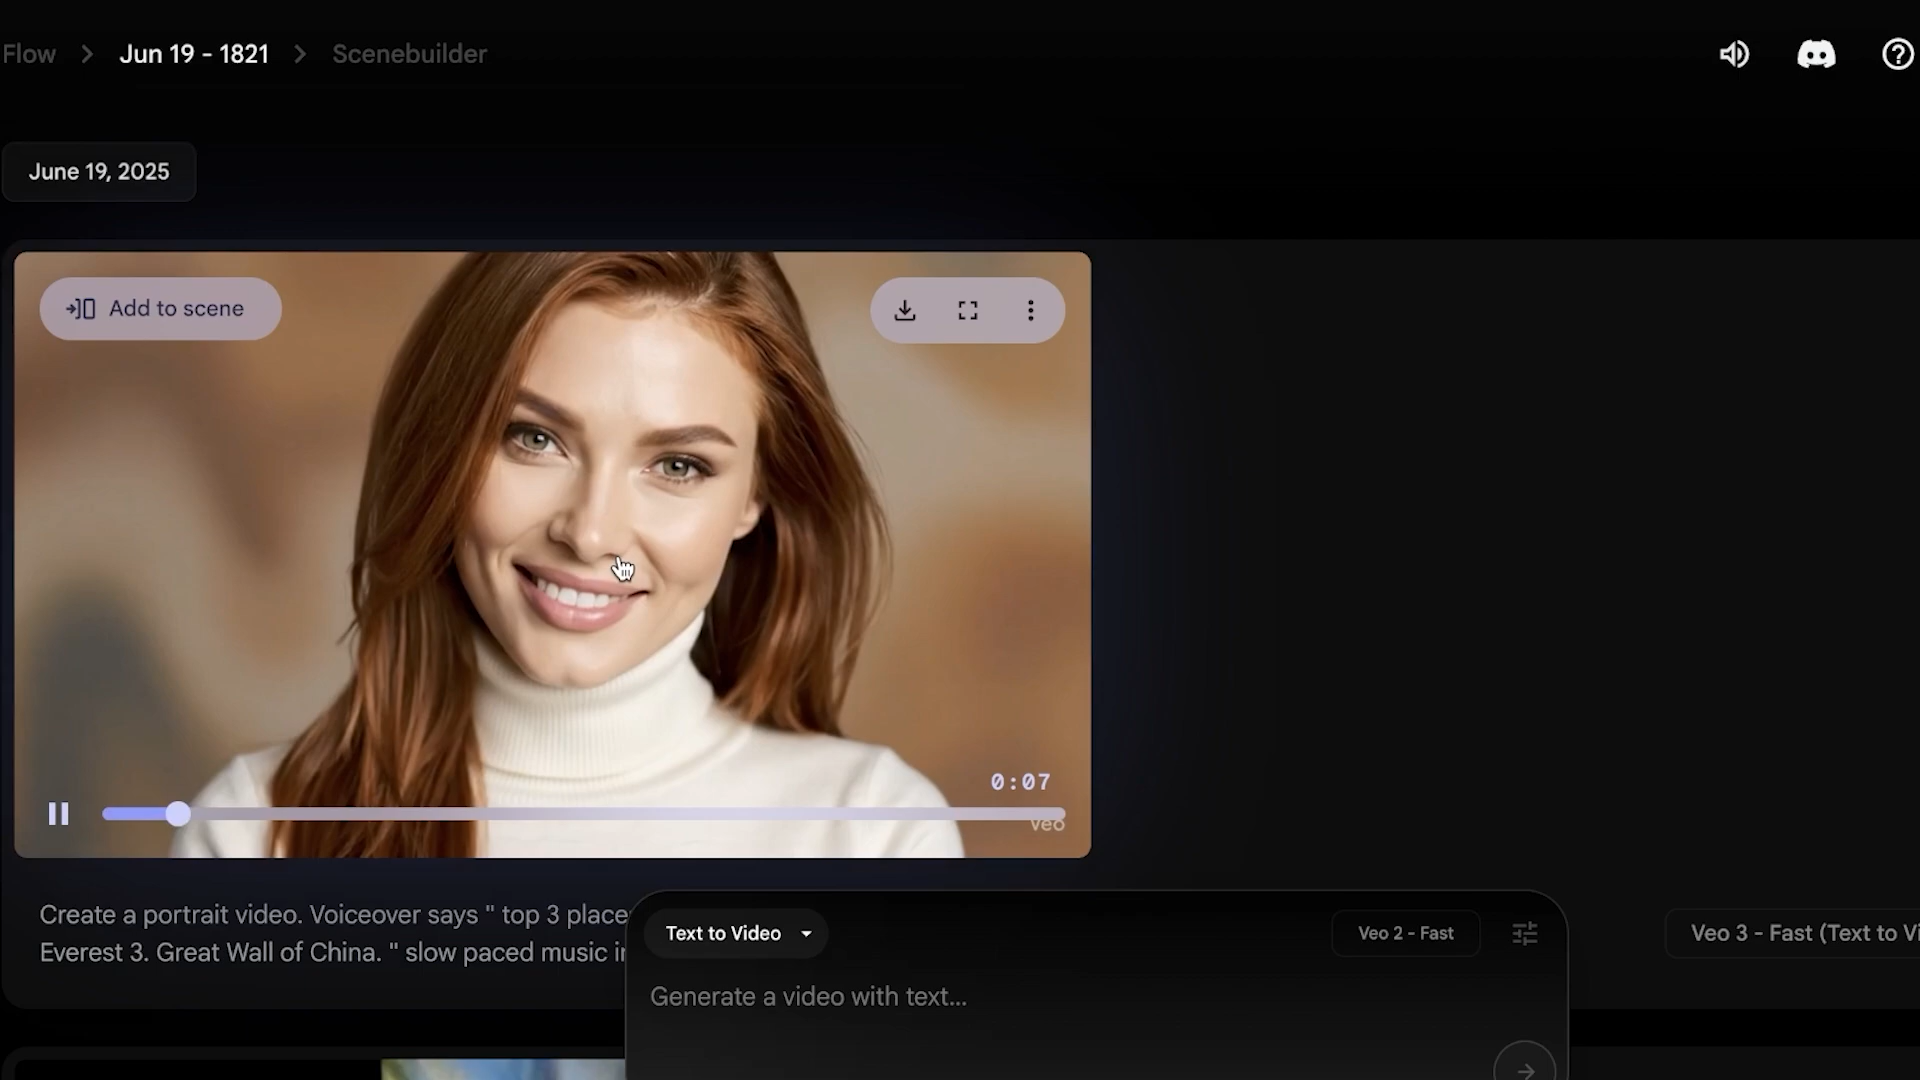 Flow > Jun 19 - 1821 > Scenebuilder
June 19, 2025
Add to scene
0:07
veo
Create a portrait video. Voiceover says " top 3 place
Everest 3. Great Wall of China. " slow paced music
Text to Video
Veo 2 - Fast
Veo 3 - Fast (Text to
Generate a video with text...